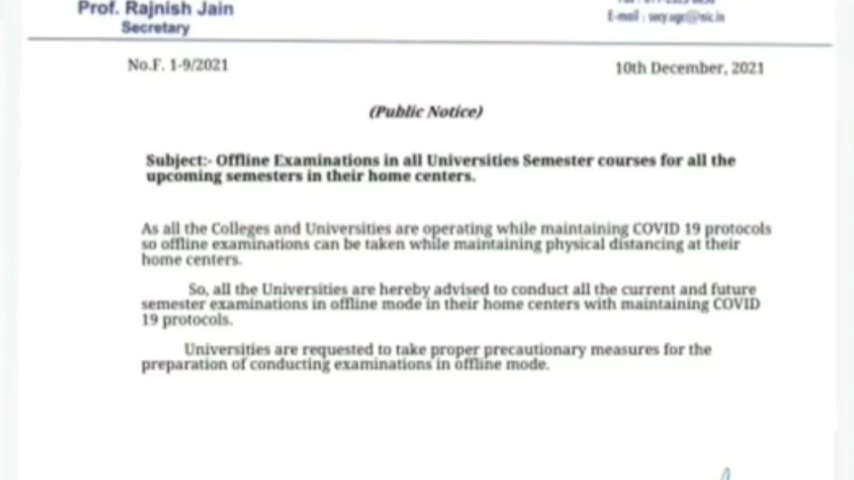 Prof. Rajnish Jain
Secretary
E-mail : secy.ugc@nic.in
No.F. 1-9/2021
10th December, 2021
(Public Notice)
Subject:- Offline Examinations in all Universities Semester courses for all the
upcoming semesters in their home centers.
As all the Colleges and Universities are operating while maintaining COVID 19 protocols
so offline examinations can be taken while maintaining physical distancing at their
home centers.
So, all the Universities are hereby advised to conduct all the current and future
semester examinations in offline mode in their home centers with maintaining COVID
19 protocols.
Universities are requested to take proper precautionary measures for the
preparation of conducting examinations in offline mode.